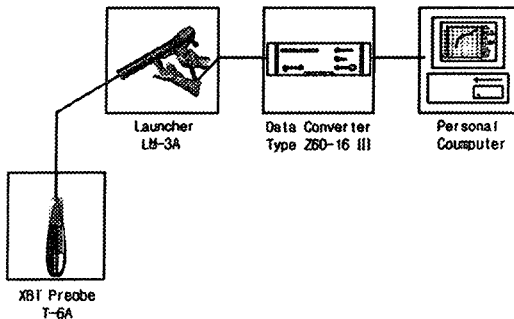 Launcher
LM-3A
Data Converter
Type Z60-16 III
Personal
Coumputer
XBT Preobe
T-6A